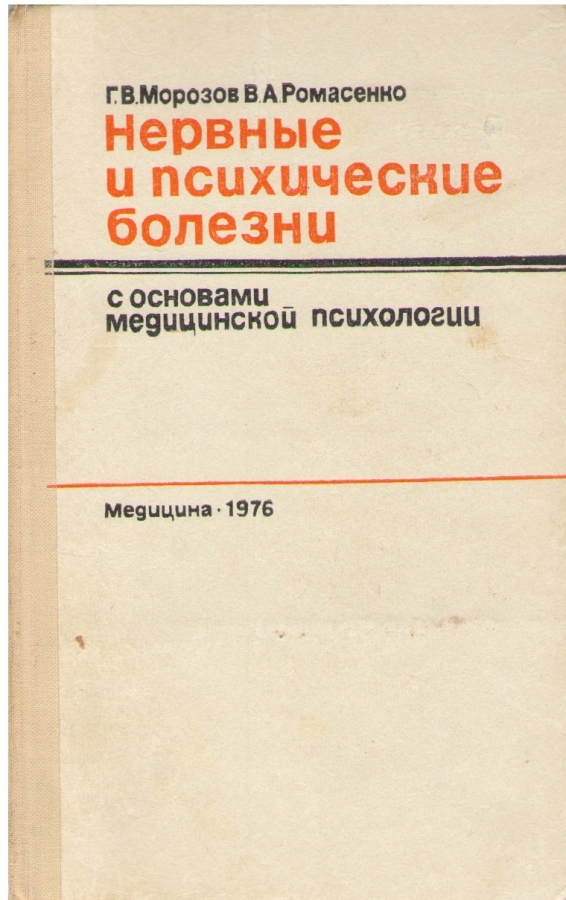 Г.В.Морозов В.А.Ромасенко
Нервные
и психические
болезни
с основами
медицинской психологии
Медицина · 1976